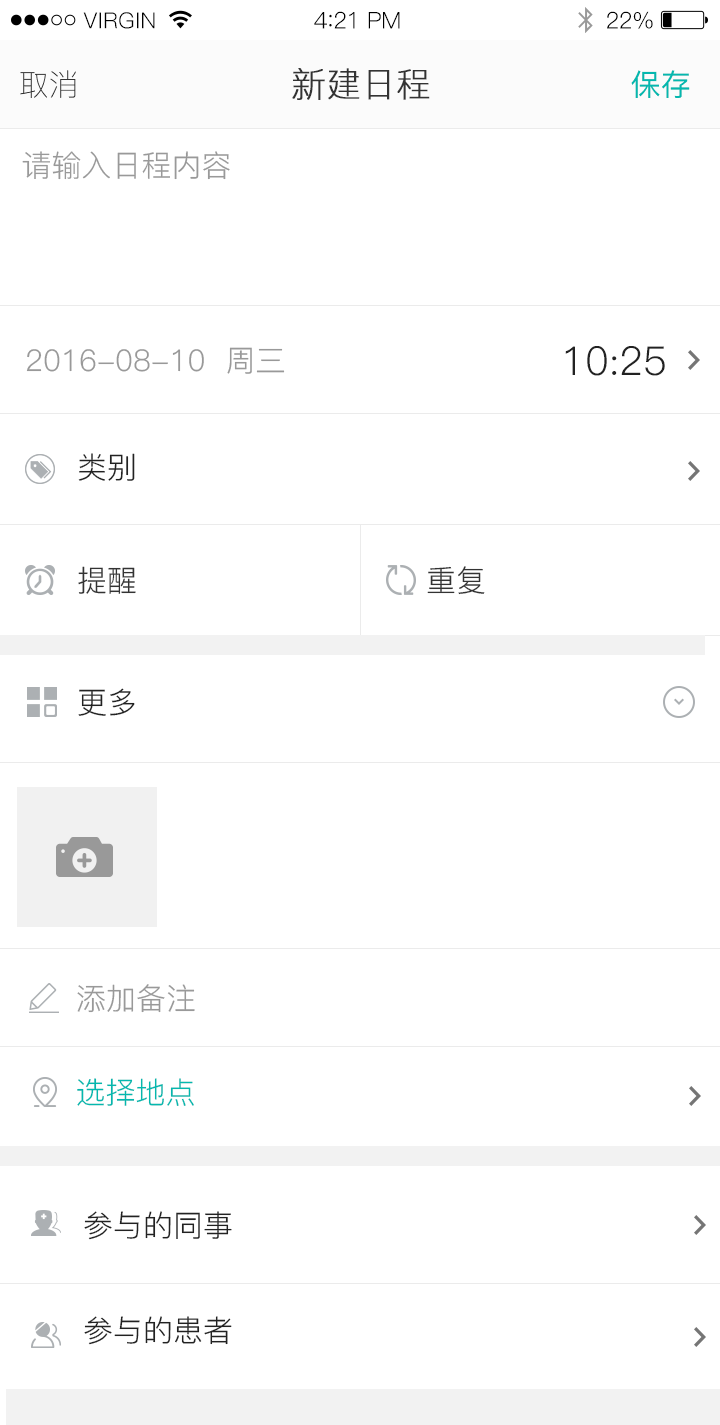 VIRGIN 4:21 PM 22%
取消 新建日程 保存
请输入日程内容
2016-08-10 周三 10:25
类别
提醒 重复
更多
添加备注
选择地点
参与的同事
参与的患者